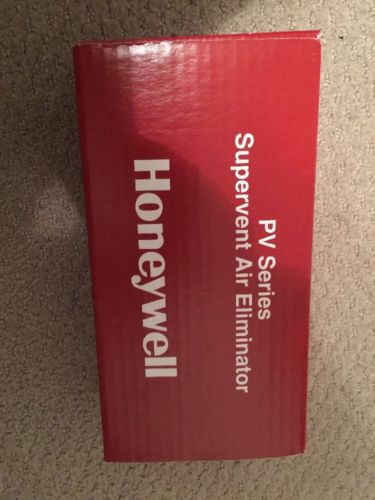 PV Series
Supervent Air Eliminator
Honeywell